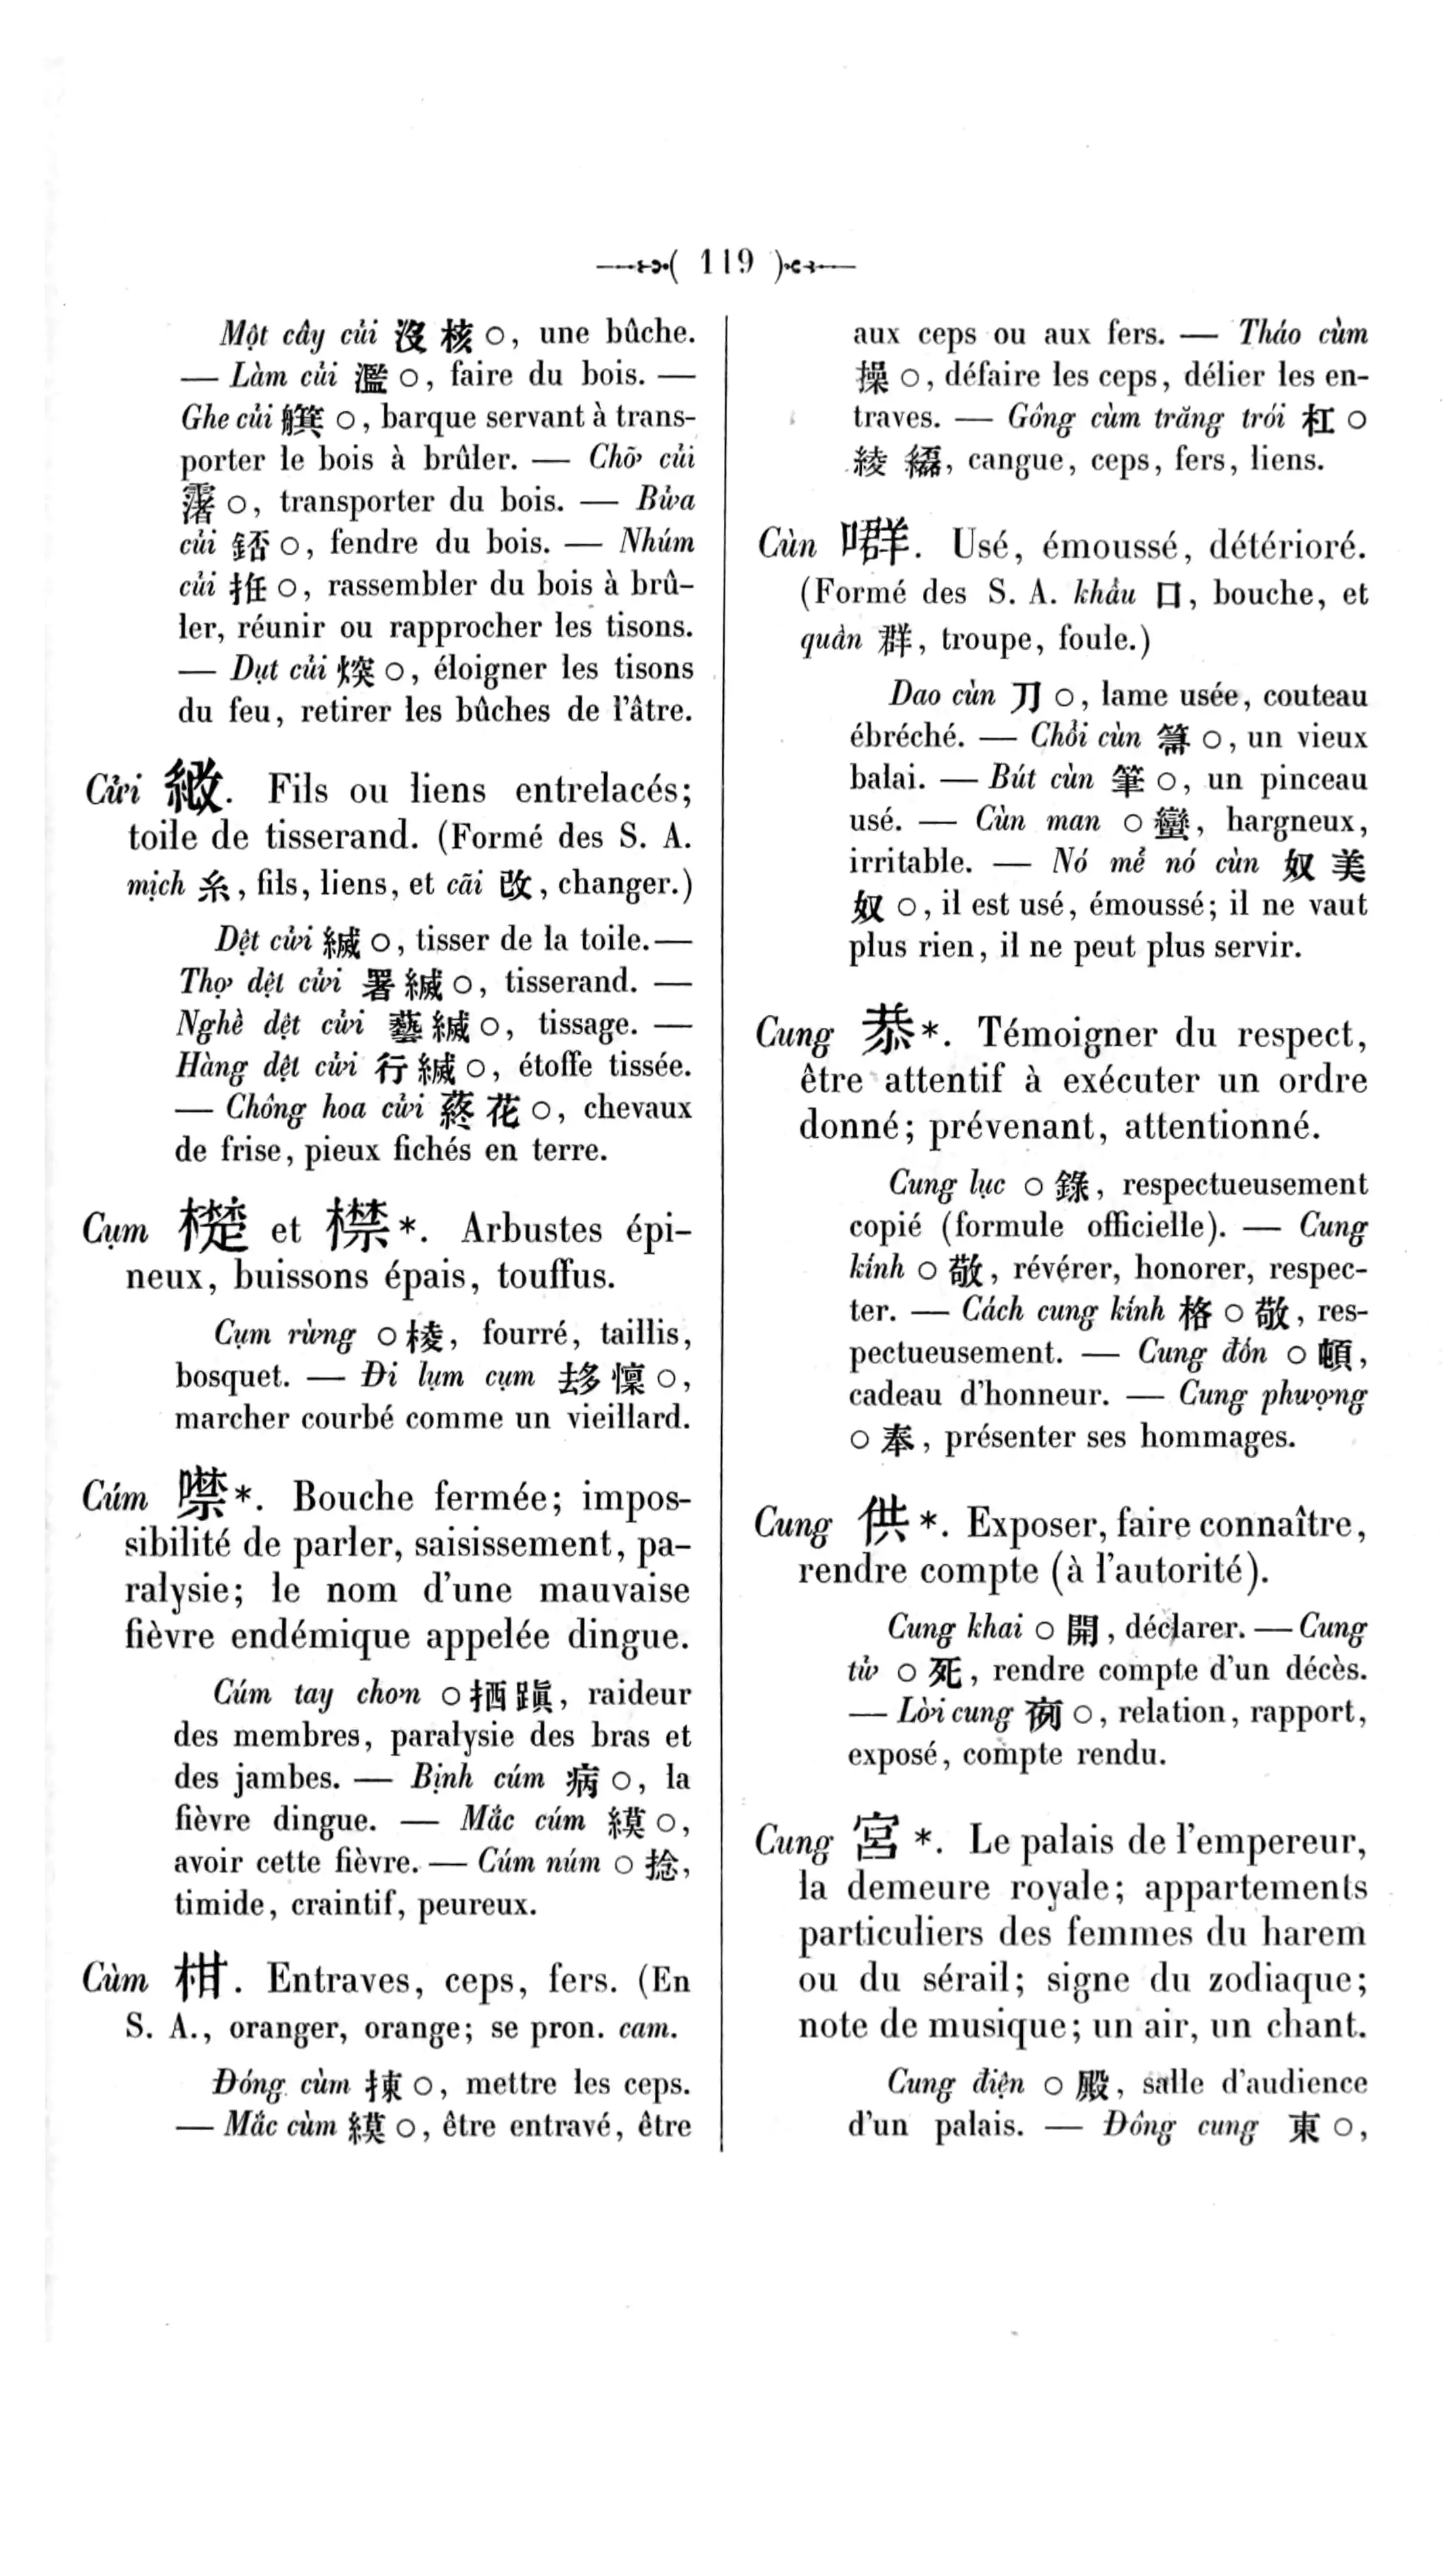 ( 119 )
Một cây củi 沒 核 ○, une bûche.
— Làm củi 濫 ○, faire du bois. —
Ghe củi ○, barque servant à trans-
porter le bois à brûler. — Chở củi
○, transporter du bois. — Bửa
củi ○, fendre du bois. — Nhúm
củi ○, rassembler du bois à brû-
ler, réunir ou rapprocher les tisons.
— Dụt củi ○, éloigner les tisons
du feu, retirer les bûches de l'âtre.
Cửi. Fils ou liens entrelacés;
toile de tisserand. (Formé des S. A.
mịch 糸, fils, liens, et cãi 改, changer.)
Dệt cửi ○, tisser de la toile. —
Thợ dệt cửi 署 ○, tisserand. —
Nghề dệt cửi 藝 ○, tissage. —
Hàng dệt cửi 行 ○, étoffe tissée.
— Chông hoa cửi 花 ○, chevaux
de frise, pieux fichés en terre.
Cụm 檚 et 櫒 *. Arbustes épi-
neux, buissons épais, touffus.
Cụm rừng ○ 棱, fourré, taillis,
bosquet. — Đi lụm cụm 懍 ○,
marcher courbé comme un vieillard.
Cúm 噤 *. Bouche fermée; impos-
sibilité de parler, saisissement, pa-
ralysie; le nom d'une mauvaise
fièvre endémique appelée dingue.
Cúm tay chơn ○, raideur
des membres, paralysie des bras et
des jambes. — Bịnh cúm 病 ○, la
fièvre dingue. — Mắc cúm ○,
avoir cette fièvre. — Cúm núm ○ 捻,
timide, craintif, peureux.
Cùm 柑. Entraves, ceps, fers. (En
S. A., oranger, orange; se pron. cam.
Đóng cùm 揀 ○, mettre les ceps.
— Mắc cùm ○, être entravé, être
aux ceps ou aux fers. — Tháo cùm
操 ○, défaire les ceps, délier les en-
traves. — Gông cùm trăng trói 杠 ○
綾, cangue, ceps, fers, liens.
Cùn. Usé, émoussé, détérioré.
(Formé des S. A. khẩu 口, bouche, et
quần 群, troupe, foule.)
Dao cùn 刀 ○, lame usée, couteau
ébréché. — Chổi cùn ○, un vieux
balai. — Bút cùn 筆 ○, un pinceau
usé. — Cùn man ○ 蠻, hargneux,
irritable. — Nó mẻ nó cùn 奴 美
奴 ○, il est usé, émoussé; il ne vaut
plus rien, il ne peut plus servir.
Cung 恭 *. Témoigner du respect,
être attentif à exécuter un ordre
donné; prévenant, attentionné.
Cung lục ○ 錄, respectueusement
copié (formule officielle). — Cung
kính ○ 敬, révérer, honorer, respec-
ter. — Cách cung kính 格 ○ 敬, res-
pectueusement. — Cung đốn ○ 頓,
cadeau d'honneur. — Cung phượng
○ 奉, présenter ses hommages.
Cung 供 *. Exposer, faire connaître,
rendre compte (à l'autorité).
Cung khai ○ 開, déclarer. — Cung
tử ○ 死, rendre compte d'un décès.
— Lời cung ○, relation, rapport,
exposé, compte rendu.
Cung 宮 *. Le palais de l'empereur,
la demeure royale; appartements
particuliers des femmes du harem
ou du sérail; signe du zodiaque;
note de musique; un air, un chant.
Cung điện ○ 殿, salle d'audience
d'un palais. — Đông cung 東 ○,